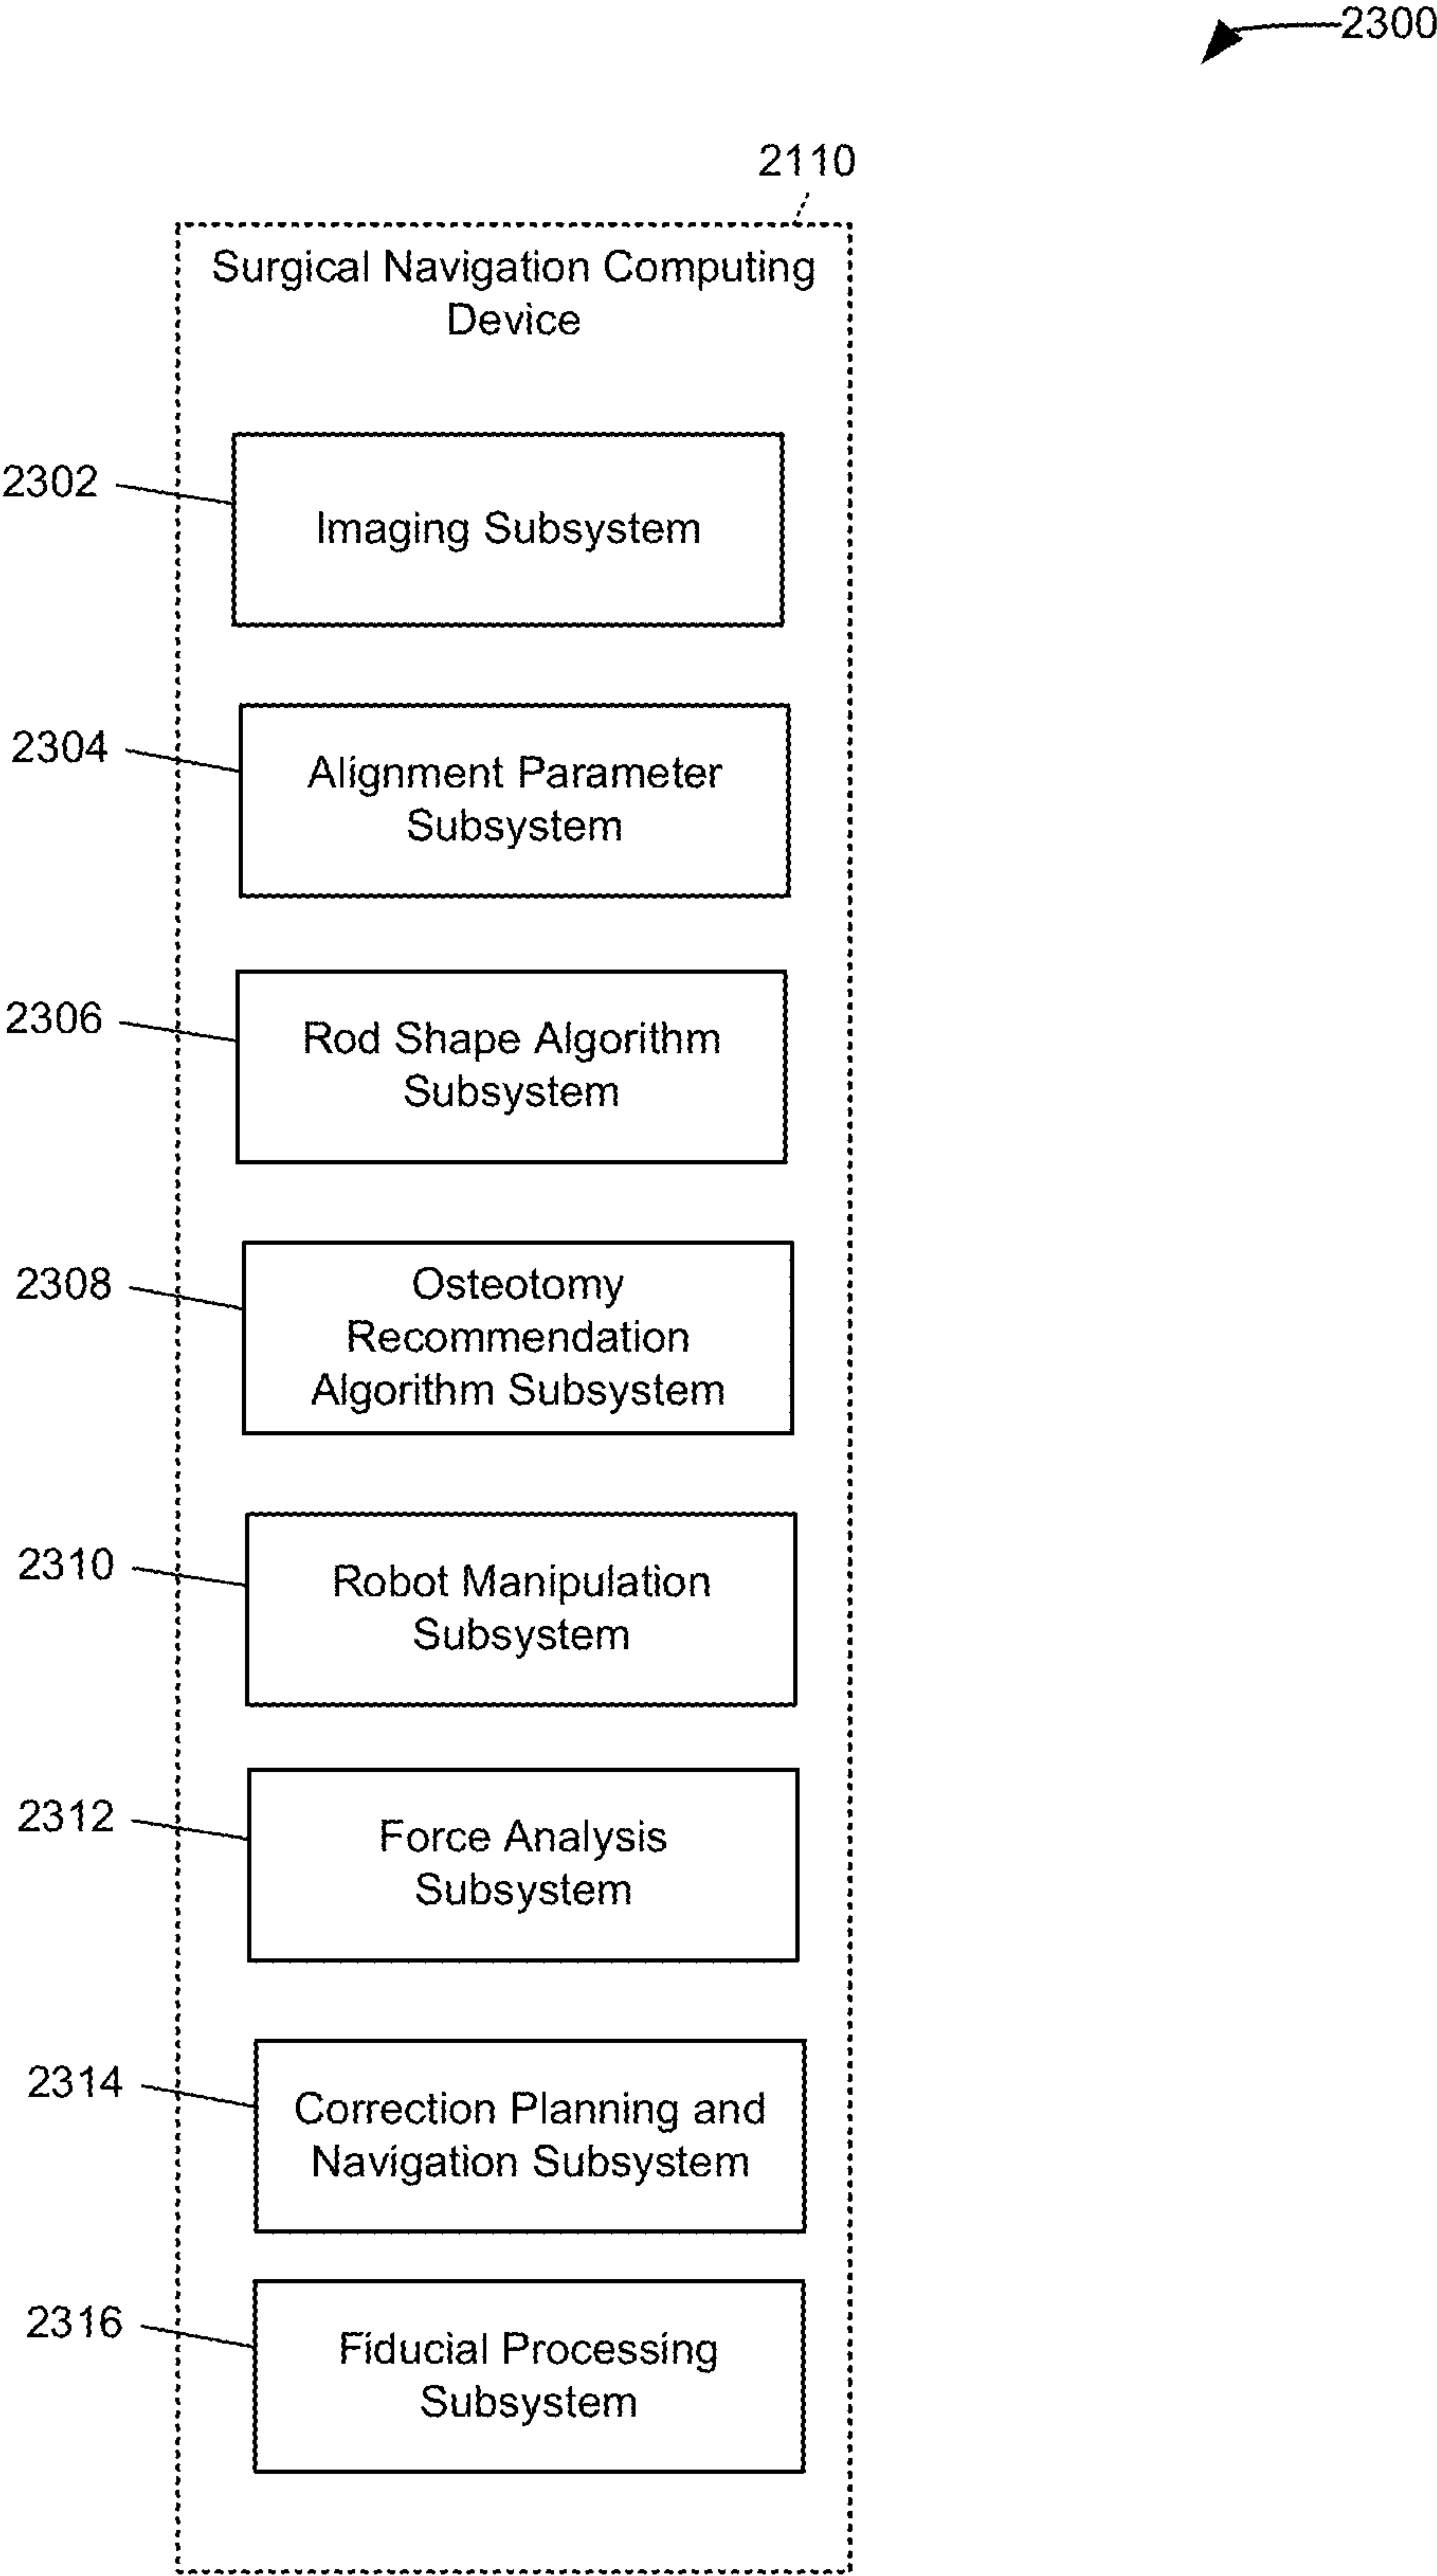 2300
2110
Surgical Navigation Computing
Device
2302
Imaging Subsystem
2304
Alignment Parameter
Subsystem
2306
Rod Shape Algorithm
Subsystem
2308
Osteotomy
Recommendation
Algorithm Subsystem
2310
Robot Manipulation
Subsystem
2312
Force Analysis
Subsystem
2314
Correction Planning and
Navigation Subsystem
2316
Fiducial Processing
Subsystem